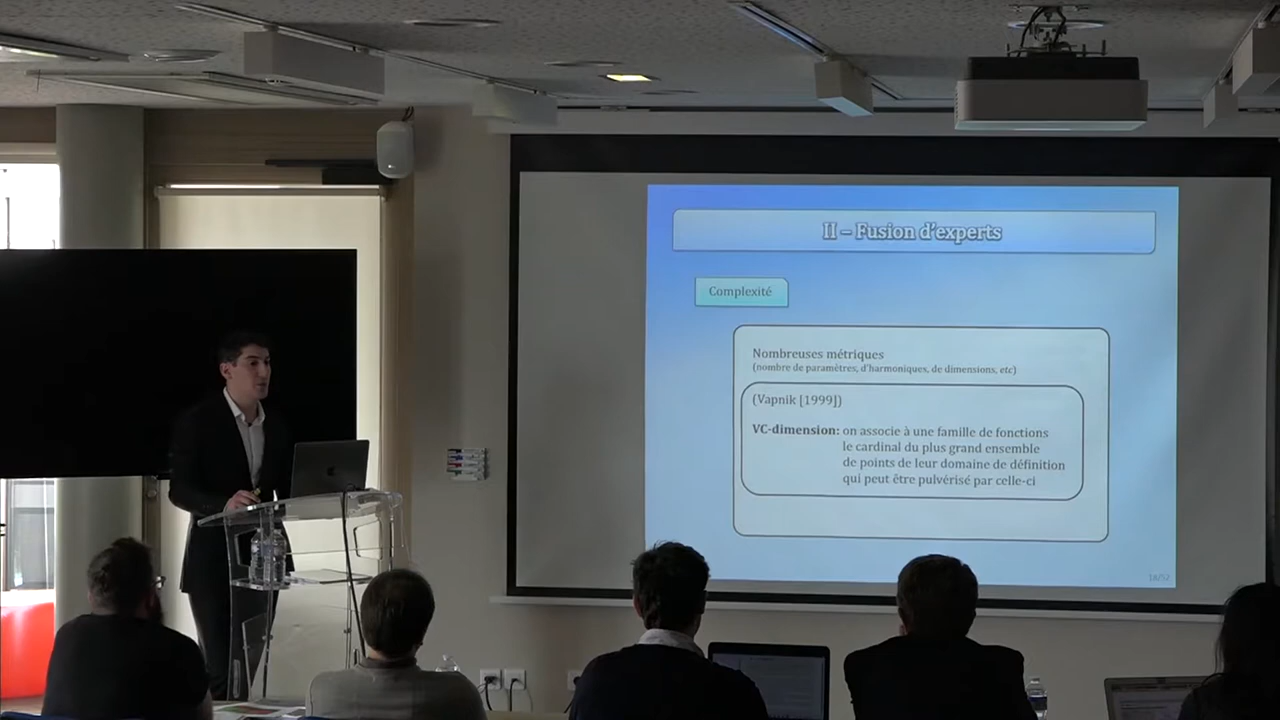 II – Fusion d'experts
Complexité
Nombreuses métriques
(nombre de paramètres, d'harmoniques, de dimensions, etc)
(Vapnik [1999])
VC-dimension: on associe à une famille de fonctions
le cardinal du plus grand ensemble
de points de leur domaine de définition
qui peut être pulvérisé par celle-ci
18/52